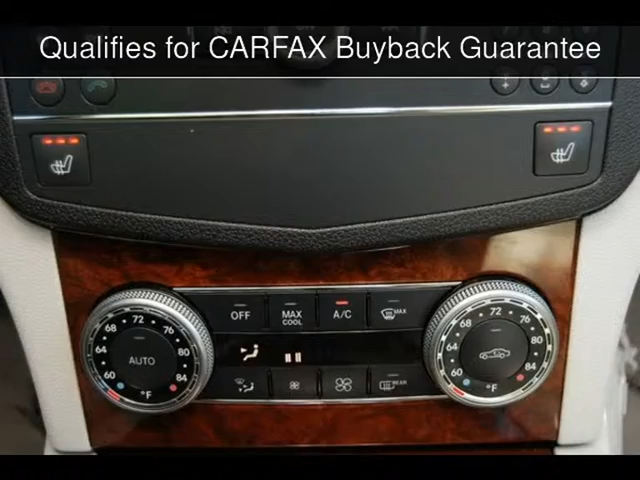 Qualifies for CARFAX Buyback Guarantee
OFF MAX COOL A/C MAX
68 72 76
64 80
AUTO
60 84
°F
68 72 76
64 80
60 84
°F
REAR